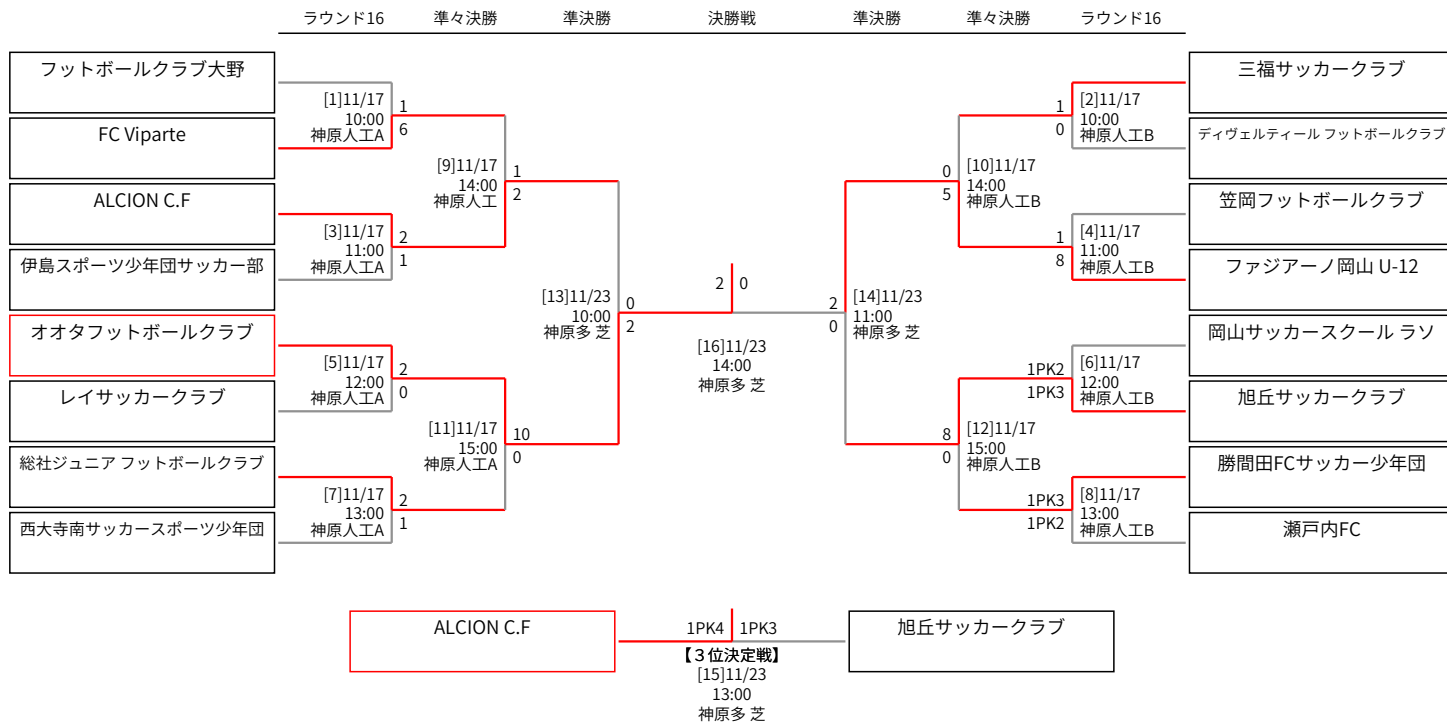 ラウンド16 準々決勝 準決勝 決勝戦 準決勝 準々決勝 ラウンド16
フットボールクラブ大野
FC Viparte
ALCION C.F
伊島スポーツ少年団サッカー部
オオタフットボールクラブ
レイサッカークラブ
総社ジュニア フットボールクラブ
西大寺南サッカースポーツ少年団
[1]11/17
10:00
神原人工A
1
6
[3]11/17
11:00
神原人工A
2
1
[5]11/17
12:00
神原人工A
2
0
[7]11/17
13:00
神原人工A
2
1
[9]11/17
14:00
神原人工
1
2
[11]11/17
15:00
神原人工A
10
0
[13]11/23
10:00
神原多 芝
0
2
2 0
[16]11/23
14:00
神原多 芝
2
0
[14]11/23
11:00
神原多 芝
0
5
[10]11/17
14:00
神原人工B
8
0
[12]11/17
15:00
神原人工B
1
0
[2]11/17
10:00
神原人工B
1
8
[4]11/17
11:00
神原人工B
1PK2
1PK3
[6]11/17
12:00
神原人工B
1PK3
1PK2
[8]11/17
13:00
神原人工B
三福サッカークラブ
ディヴェルティール フットボールクラブ
笠岡フットボールクラブ
ファジアーノ岡山 U-12
岡山サッカースクール ラソ
旭丘サッカークラブ
勝間田FCサッカー少年団
瀬戸内FC
ALCION C.F
1PK4 1PK3
旭丘サッカークラブ
【３位決定戦】
[15]11/23
13:00
神原多 芝